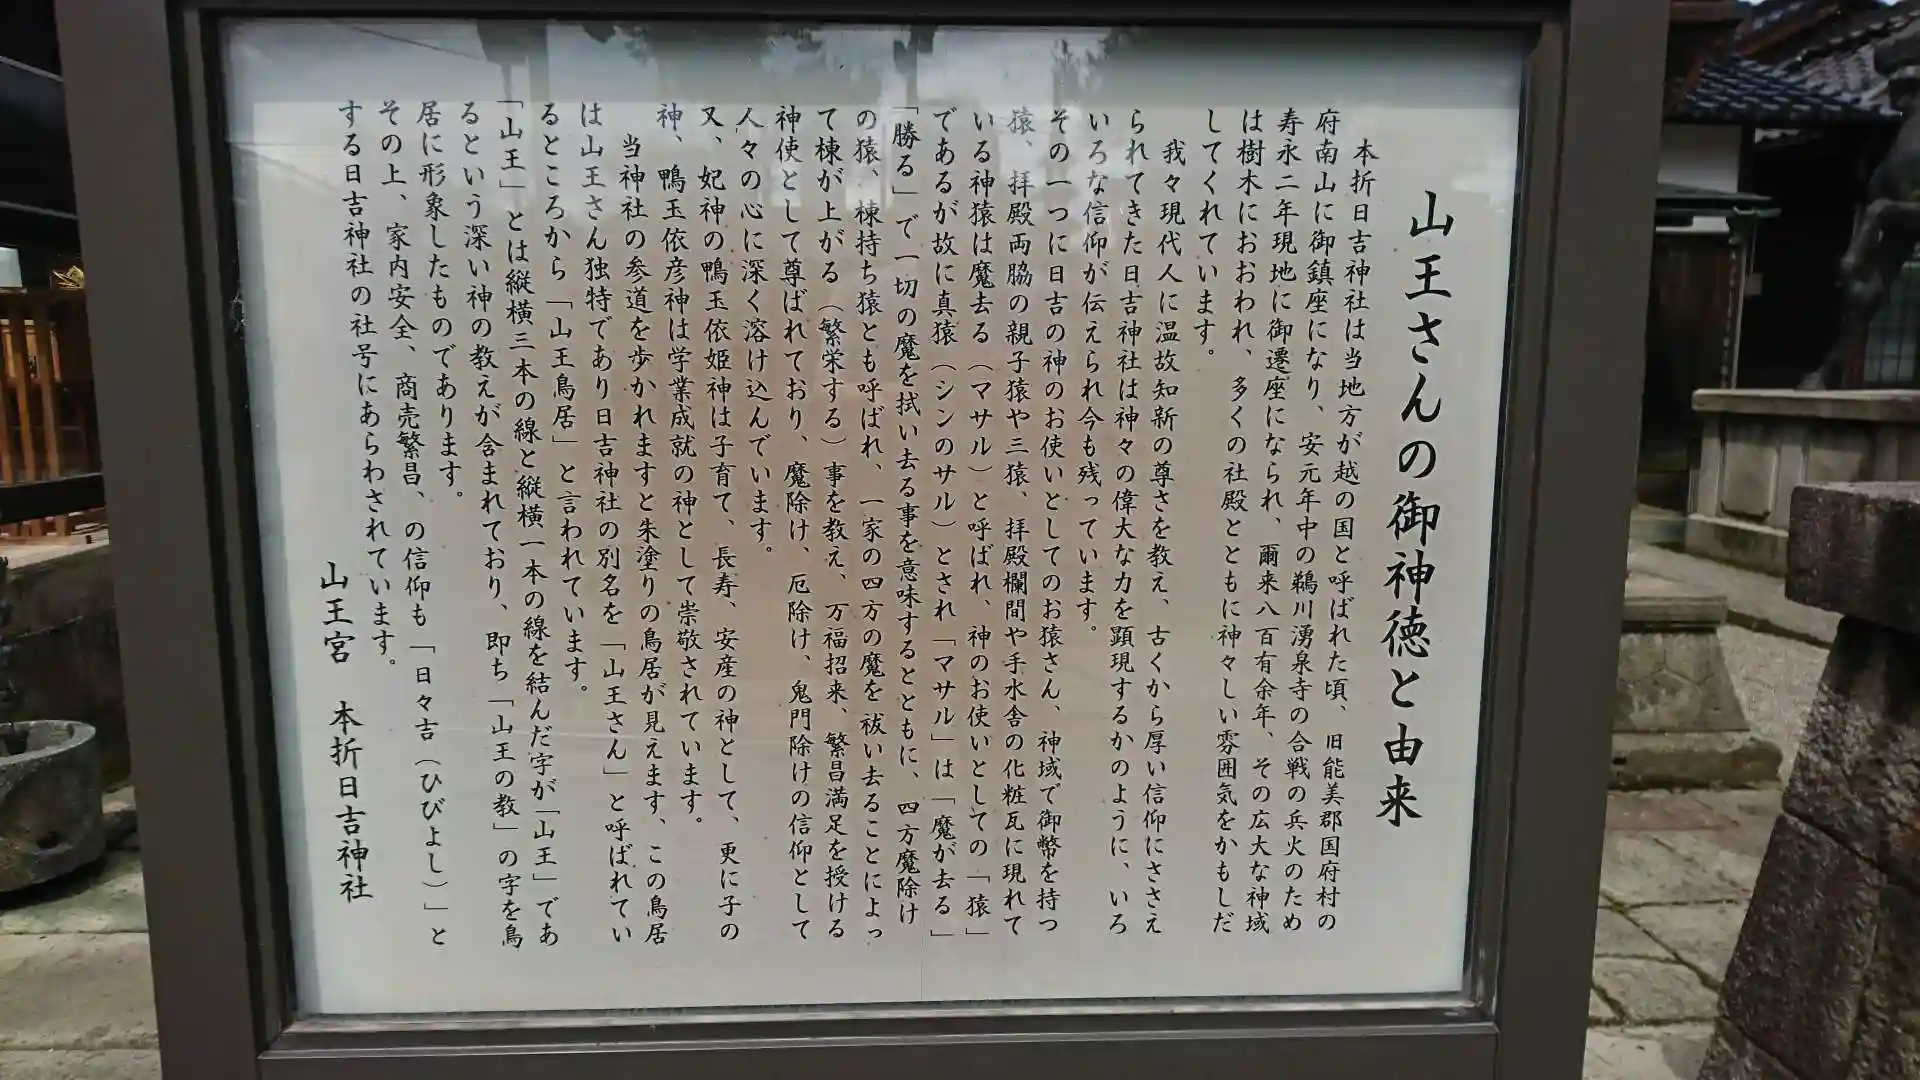 山王さんの御神徳と由来
本折日吉神社は当地方が越の国と呼ばれた頃、旧能美郡国府村の
府南山に御鎮座になり、安元年中の鵜川湧泉寺の合戦の兵火のため
寿永二年現地に御遷座になられ、爾来八百有余年、その広大な神域
は樹木におおわれ、多くの社殿とともに神々しい雰囲気をかもしだ
してくれています。
我々現代人に温故知新の尊さを教え、古くから厚い信仰にささえ
られてきた日吉神社は神々の偉大な力を顕現するかのように、いろ
いろな信仰が伝えられ今も残っています。
その一つに日吉の神のお使いとしてのお猿さん、神域で御幣を持つ
猿、拝殿両脇の親子猿や三猿、拝殿欄間や手水舎の化粧瓦に現れて
いる神猿は魔去る（マサル）と呼ばれ、神のお使いとしての「猿」
であるが故に真猿（シンのサル）とされ「マサル」は「魔が去る」
「勝る」で一切の魔を拭い去る事を意味するとともに、四方魔除け
の猿、棟持ち猿とも呼ばれ、一家の四方の魔を祓い去ることによっ
て棟が上がる（繁栄する）事を教え、万福招来、繁昌満足を授ける
神使として尊ばれており、魔除け、厄除け、鬼門除けの信仰として
人々の心に深く溶け込んでいます。
又、妃神の鴨玉依姫神は子育て、長寿、安産の神として、更に子の
神、鴨玉依彦神は学業成就の神として崇敬されています。
当神社の参道を歩かれますと朱塗りの鳥居が見えます、この鳥居
は山王さん独特であり日吉神社の別名を「山王さん」と呼ばれてい
るところから「山王鳥居」と言われています。
「山王」とは縦横三本の線と縦横一本の線を結んだ字が「山王」であ
るという深い神の教えが含まれており、即ち「山王の教」の字を鳥
居に形象したものであります。
その上、家内安全、商売繁昌、の信仰も「日々吉（ひびよし）」と
する日吉神社の社号にあらわされています。
山王宮 本折日吉神社